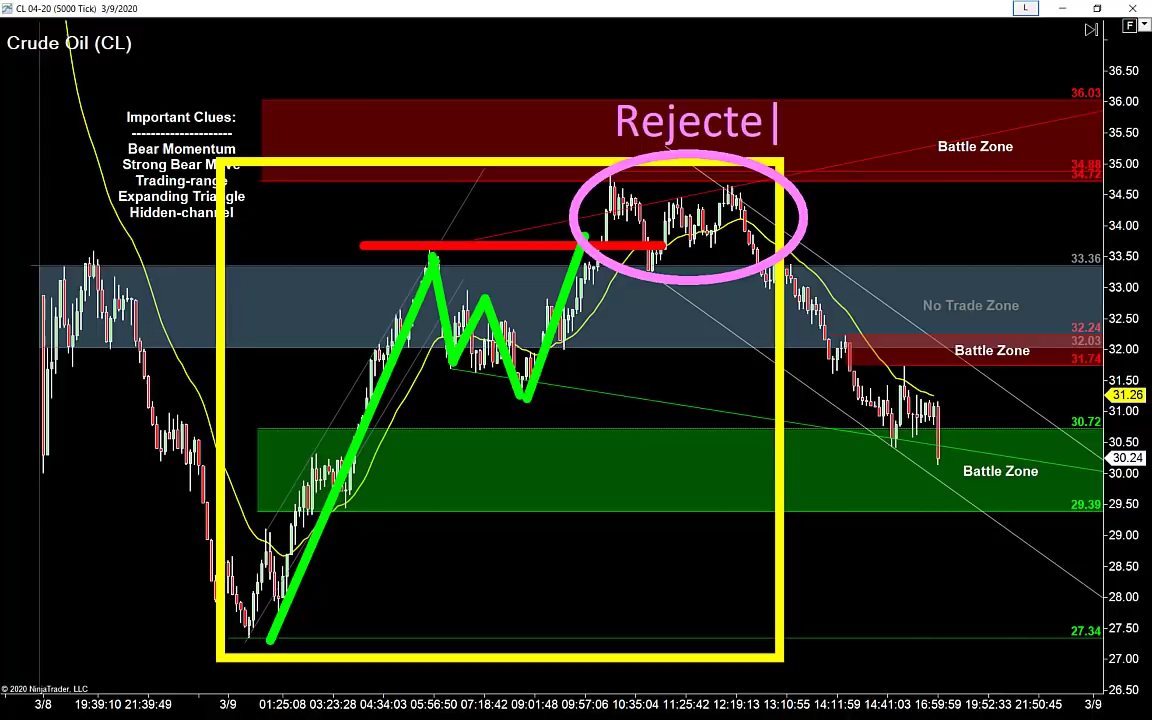 CL 04-20 (5000 Tick) 3/9/2020
L
F
Crude Oil (CL)
36.50
36.03
36.00
Important Clues:
---------------------
Rejecte|
35.50
Bear Momentum
Battle Zone
Strong Bear Move
35.00
34.88
34.72
Trading-range
Expanding Triangle
34.50
Hidden-channel
34.00
33.50
33.36
33.00
No Trade Zone
32.50
32.24
32.03
32.00
Battle Zone
31.74
31.50
31.26
31.00
30.72
30.50
30.24
30.00
Battle Zone
29.50
29.39
29.00
28.50
28.00
27.50
27.34
27.00
26.50
© 2020 NinjaTrader, LLC
3/8 19:39:10 21:39:49 3/9 01:25:08 03:23:28 04:34:03 05:56:50 07:18:42 09:01:48 09:57:06 10:35:04 11:25:42 12:19:13 13:10:55 14:11:59 14:41:03 16:59:59 19:52:33 21:50:45 3/9